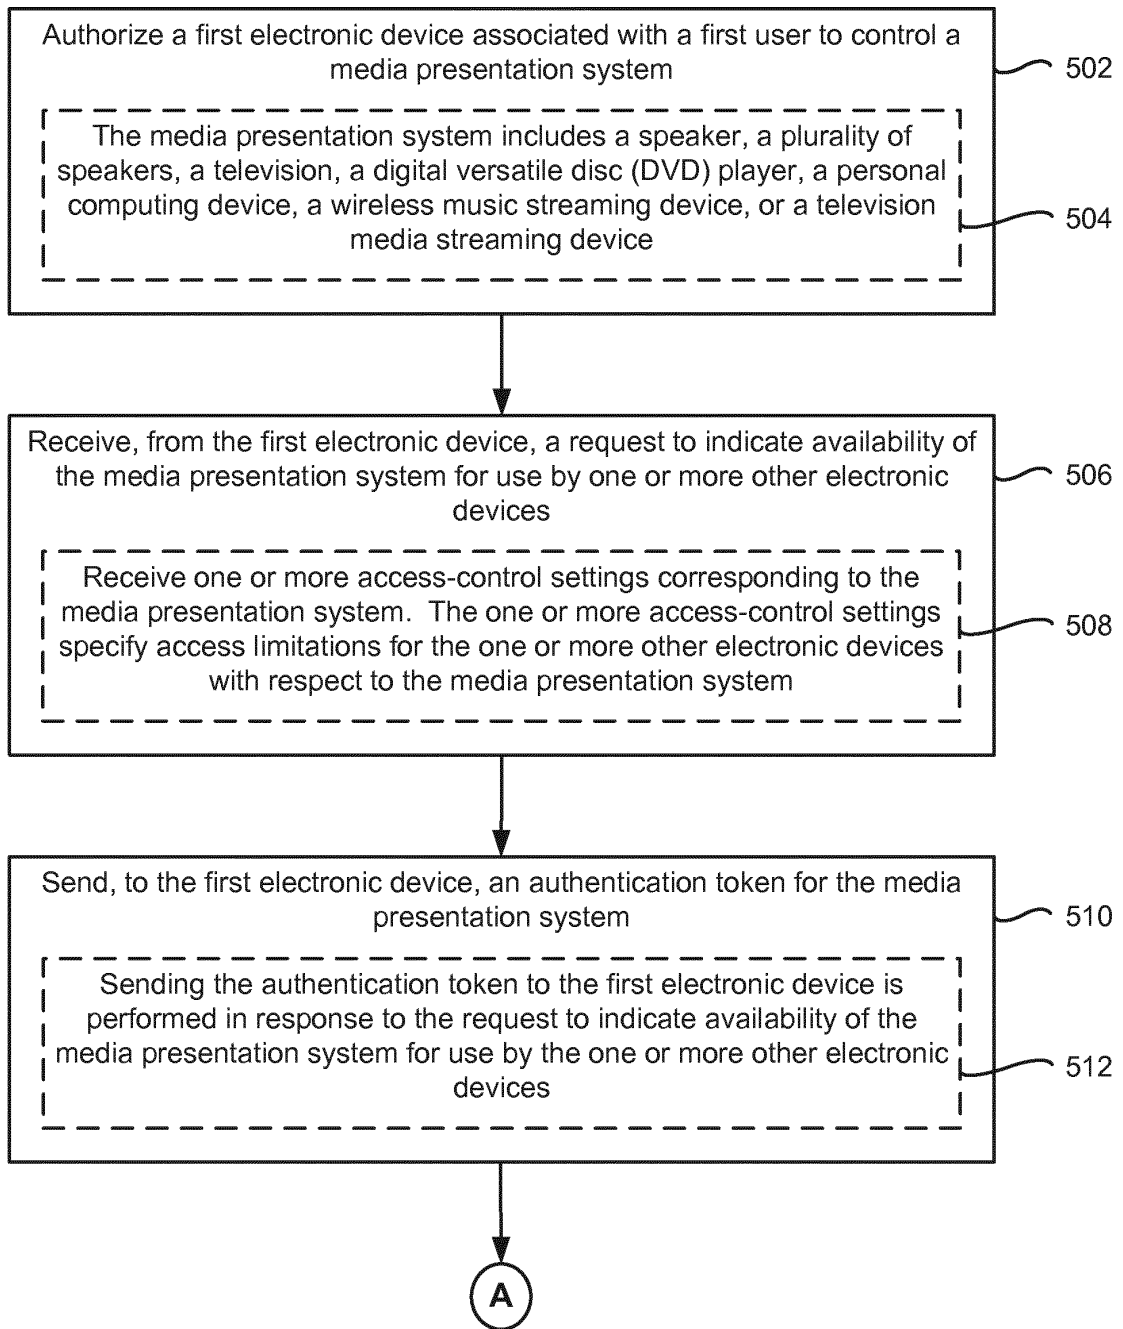 Authorize a first electronic device associated with a first user to control a
media presentation system
502
The media presentation system includes a speaker, a plurality of
speakers, a television, a digital versatile disc (DVD) player, a personal
computing device, a wireless music streaming device, or a television
media streaming device
504
Receive, from the first electronic device, a request to indicate availability of
the media presentation system for use by one or more other electronic
devices
506
Receive one or more access-control settings corresponding to the
media presentation system.  The one or more access-control settings
specify access limitations for the one or more other electronic devices
with respect to the media presentation system
508
Send, to the first electronic device, an authentication token for the media
presentation system
510
Sending the authentication token to the first electronic device is
performed in response to the request to indicate availability of the
media presentation system for use by the one or more other electronic
devices
512
A